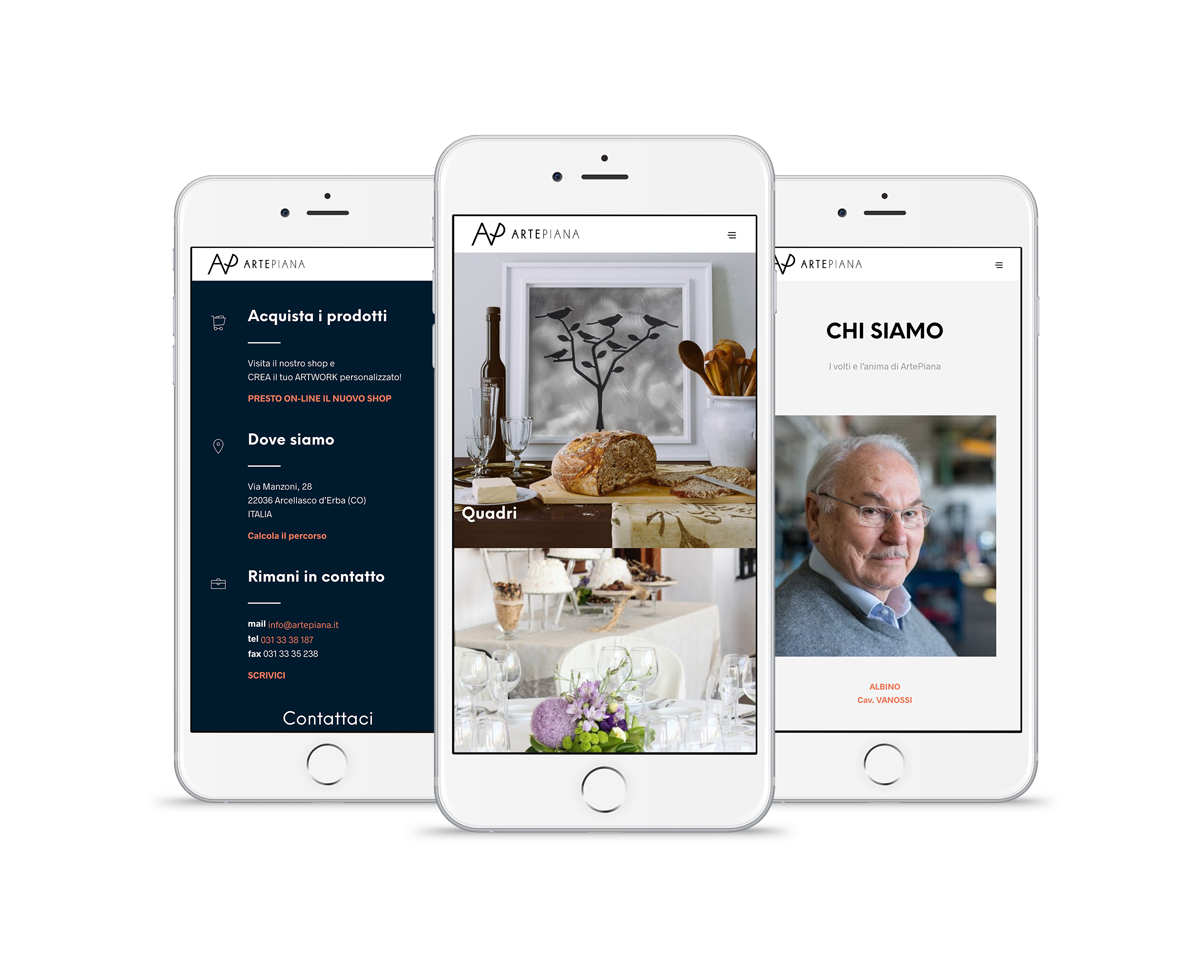 AP ARTEPIANA
Acquista i prodotti
Visita il nostro shop e
CREA il tuo ARTWORK personalizzato!
PRESTO ON-LINE IL NUOVO SHOP
Dove siamo
Via Manzoni, 28
22036 Arcellasco d'Erba (CO)
ITALIA
Calcola il percorso
Rimani in contatto
mail info@artepiana.it
tel 031 33 38 187
fax 031 33 35 238
SCRIVICI
Contattaci
AP ARTEPIANA
Quadri
AP ARTEPIANA
CHI SIAMO
I volti e l'anima di ArtePiana
ALBINO
Cav. VANOSSI